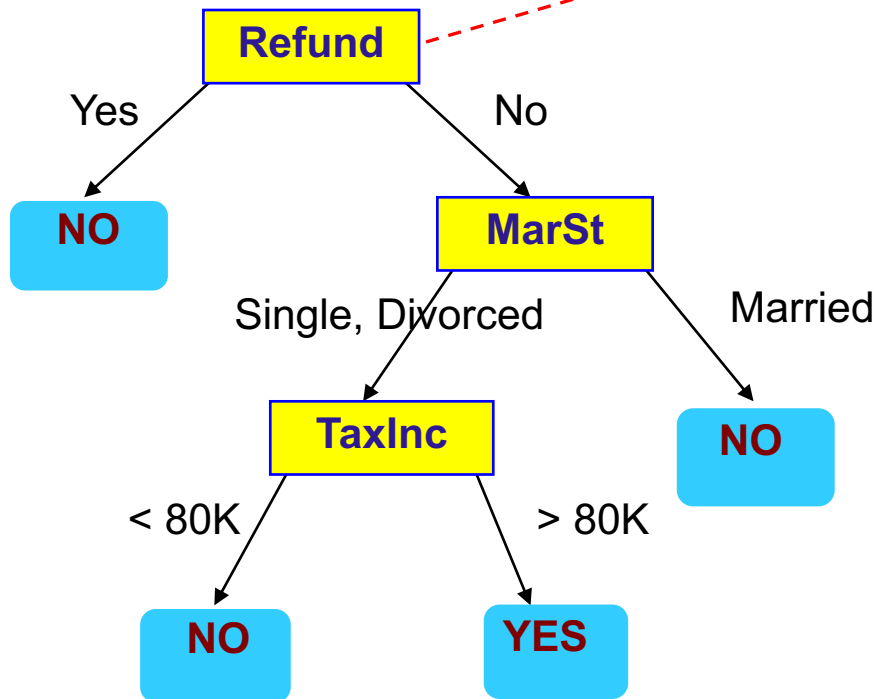 Refund
Yes
No
NO
MarSt
Single, Divorced
Married
TaxInc
NO
< 80K
> 80K
NO
YES